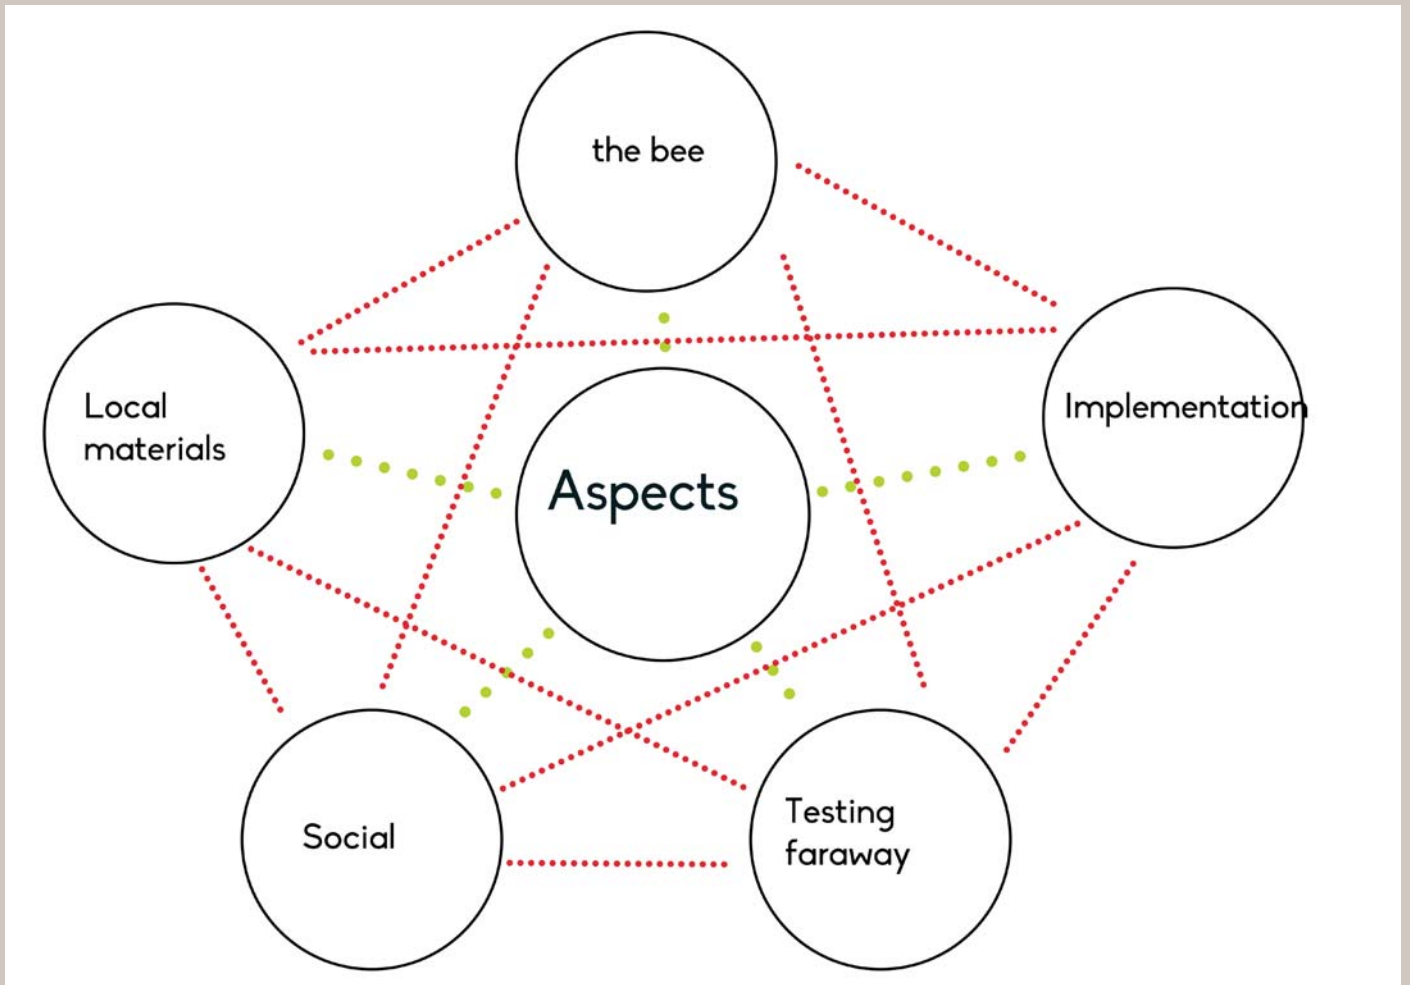 the bee
Local
materials
Implementation
Aspects
Social
Testing
faraway